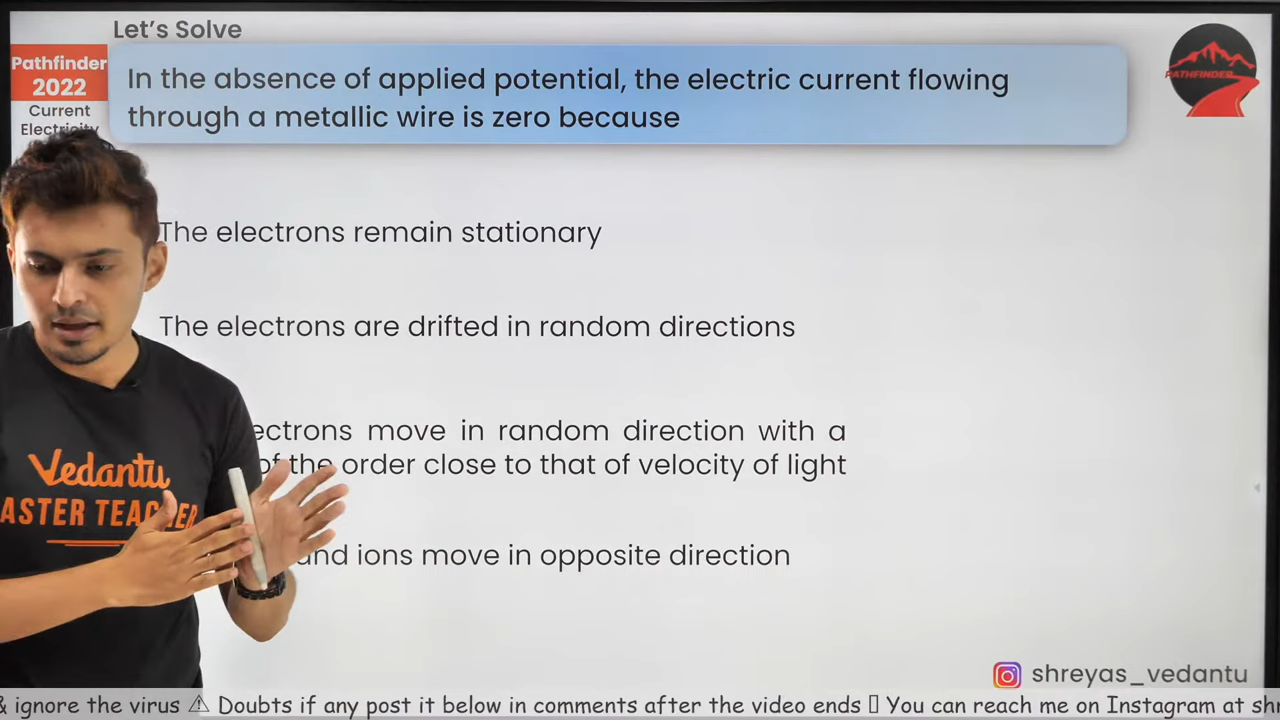 Let's Solve
Pathfinder
2022
Current
Electricity
In the absence of applied potential, the electric current flowing
through a metallic wire is zero because
PATHFINDER
The electrons remain stationary
The electrons are drifted in random directions
ectrons move in random direction with a
of the order close to that of velocity of light
and ions move in opposite direction
Vedantu
ASTER TEACHER
shreyas_vedantu
& ignore the virus ⚠ Doubts if any post it below in comments after the video ends ▯ You can reach me on Instagram at shr